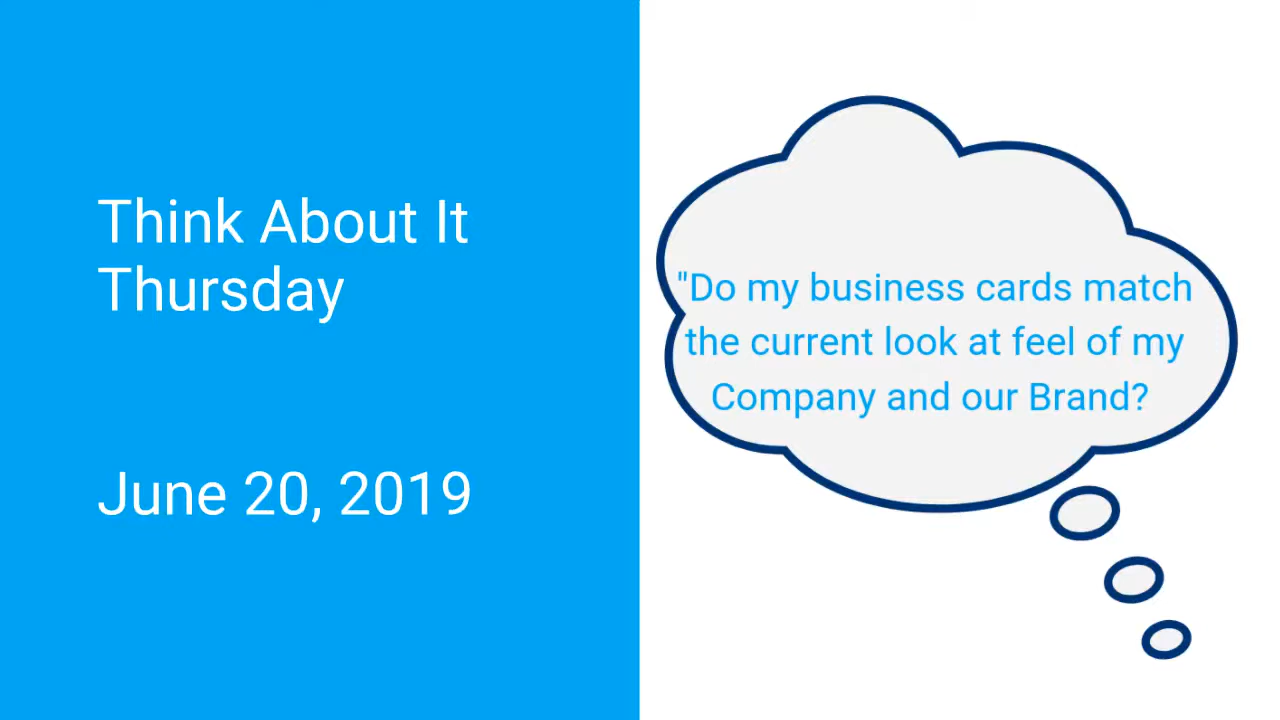 Think About It
Thursday
June 20, 2019
"Do my business cards match
the current look at feel of my
Company and our Brand?